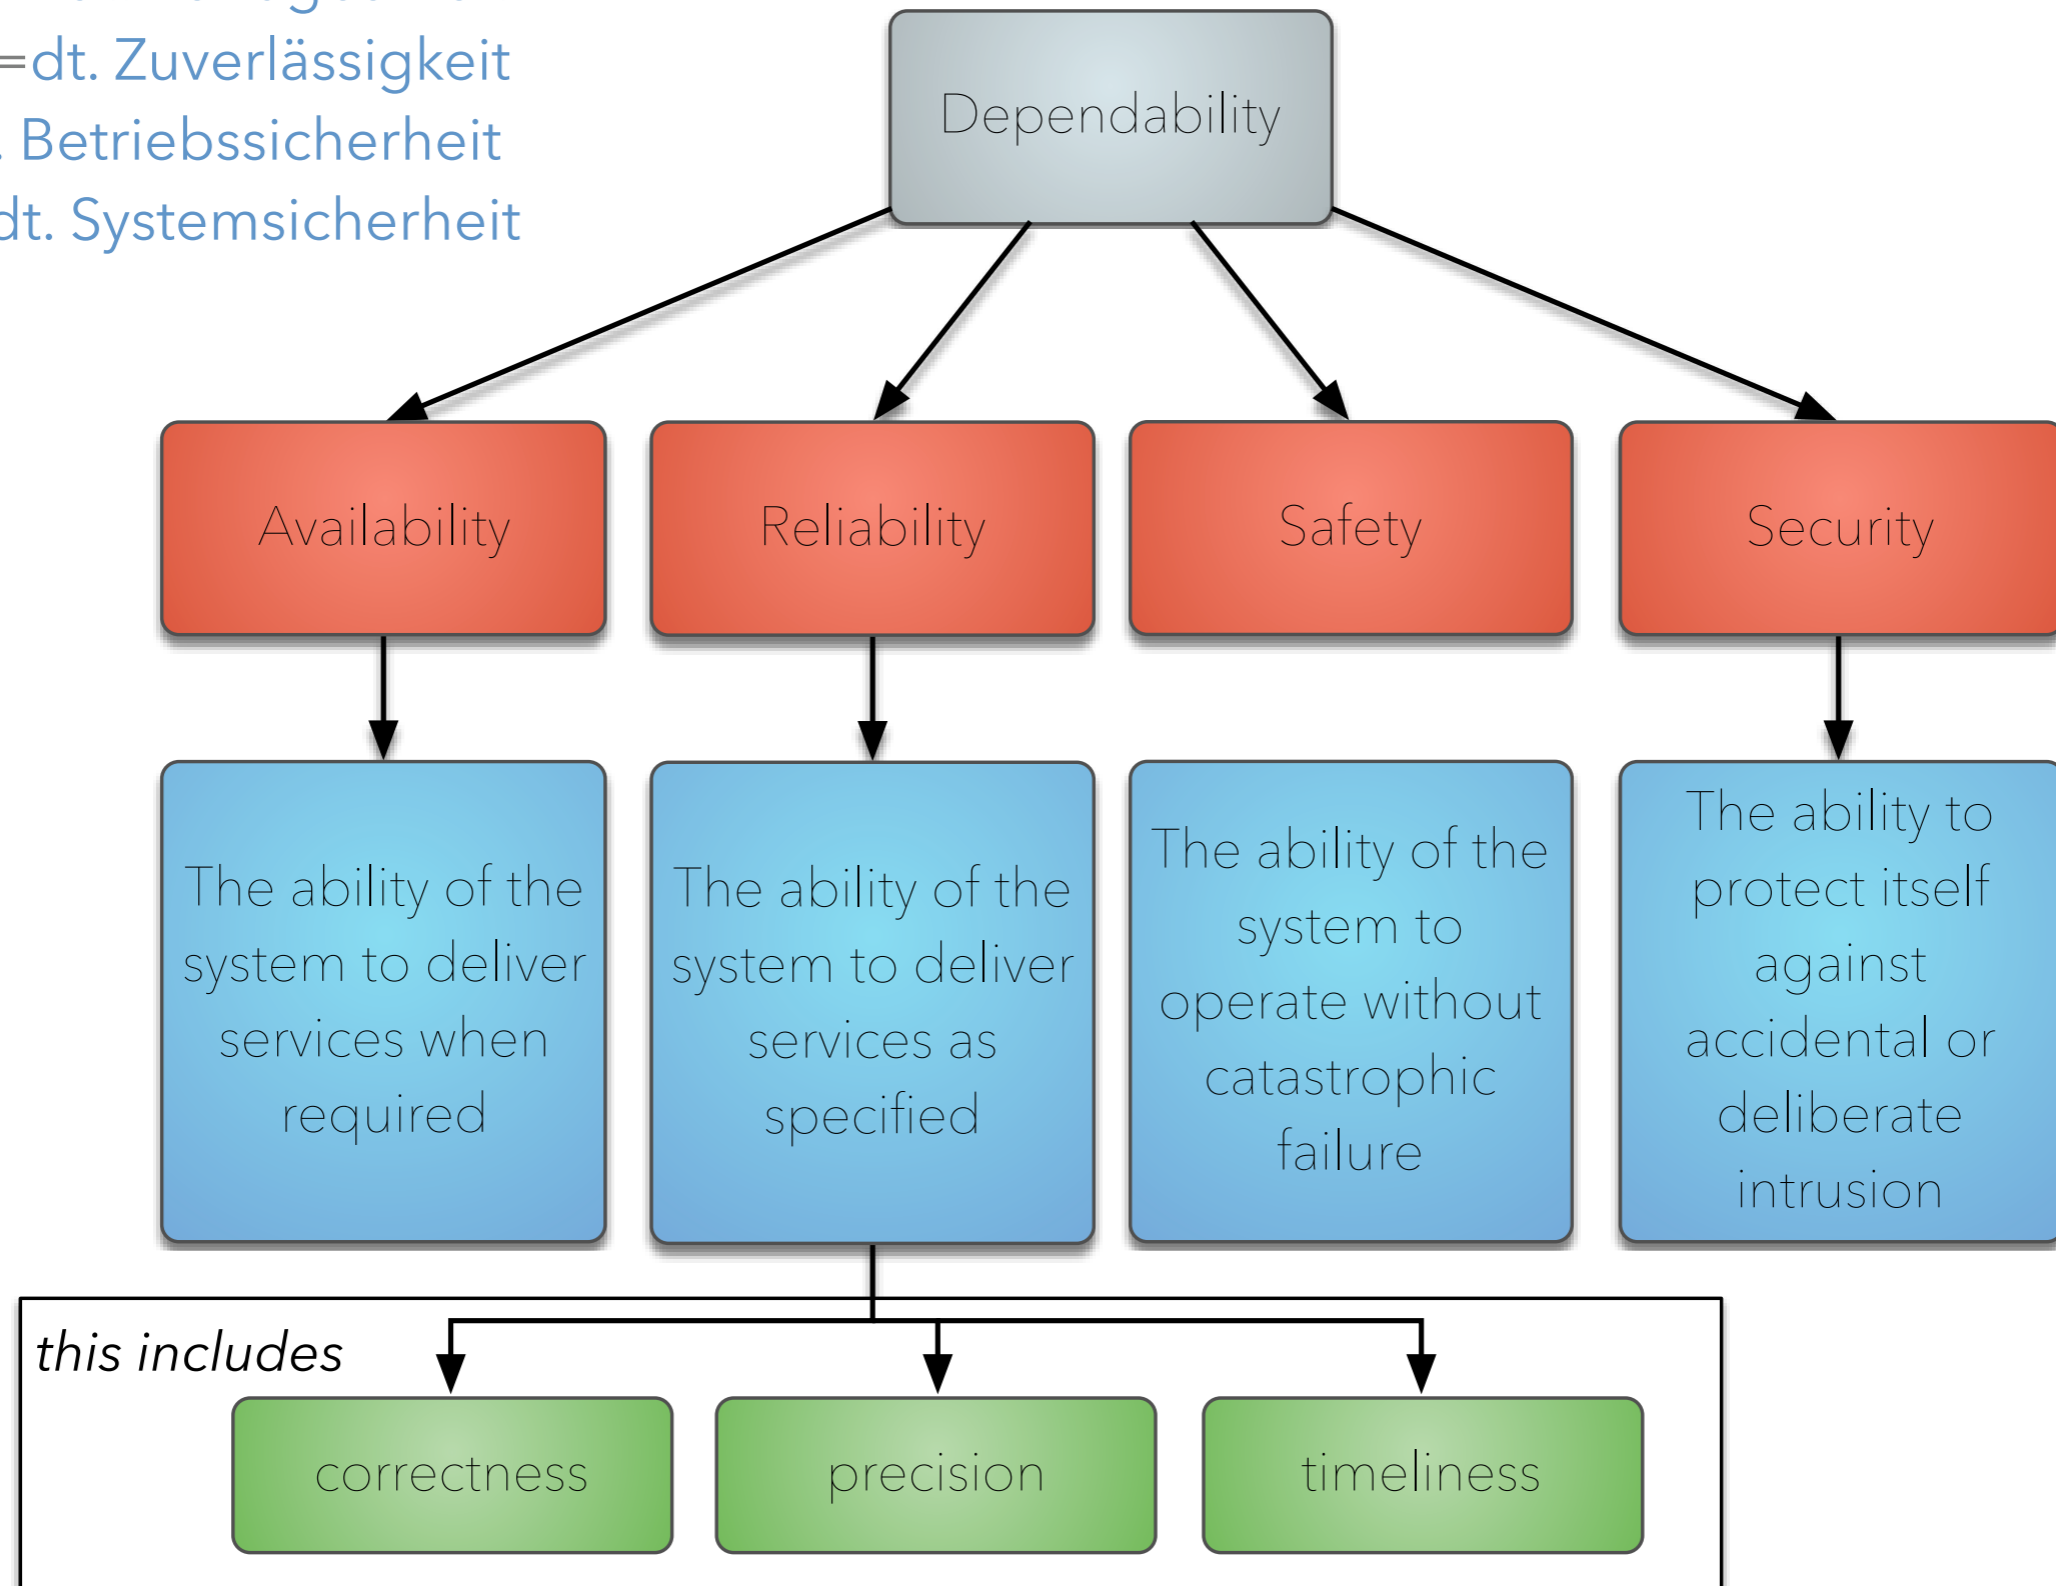 =dt. Zuverlässigkeit
. Betriebssicherheit
dt. Systemsicherheit
Dependability
Availability
Reliability
Safety
Security
The ability of the
system to deliver
services when
required
The ability of the
system to deliver
services as
specified
The ability of the
system to
operate without
catastrophic
failure
The ability to
protect itself
against
accidental or
deliberate
intrusion
this includes
correctness
precision
timeliness